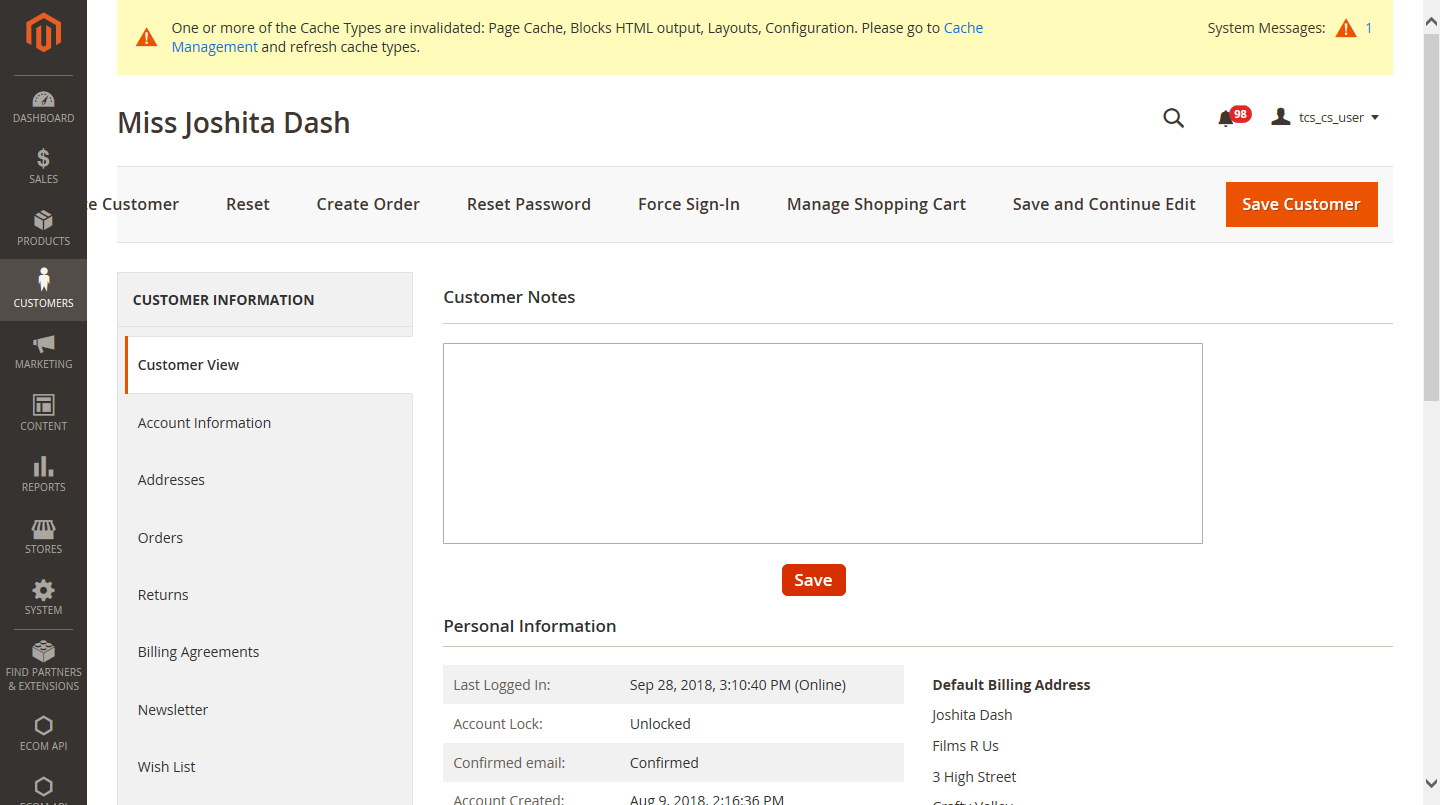 One or more of the Cache Types are invalidated: Page Cache, Blocks HTML output, Layouts, Configuration. Please go to Cache
Management and refresh cache types.
System Messages: 1
Miss Joshita Dash
98
tcs_cs_user
Customer
Reset
Create Order
Reset Password
Force Sign-In
Manage Shopping Cart
Save and Continue Edit
Save Customer
DASHBOARD
SALES
PRODUCTS
CUSTOMERS
MARKETING
CONTENT
REPORTS
STORES
SYSTEM
FIND PARTNERS
& EXTENSIONS
ECOM API
ECOM API
CUSTOMER INFORMATION
Customer View
Account Information
Addresses
Orders
Returns
Billing Agreements
Newsletter
Wish List
Customer Notes
Save
Personal Information
Last Logged In: Sep 28, 2018, 3:10:40 PM (Online)
Account Lock: Unlocked
Confirmed email: Confirmed
Account Created: Aug 9, 2018, 2:16:36 PM
Default Billing Address
Joshita Dash
Films R Us
3 High Street
Crafty Valley